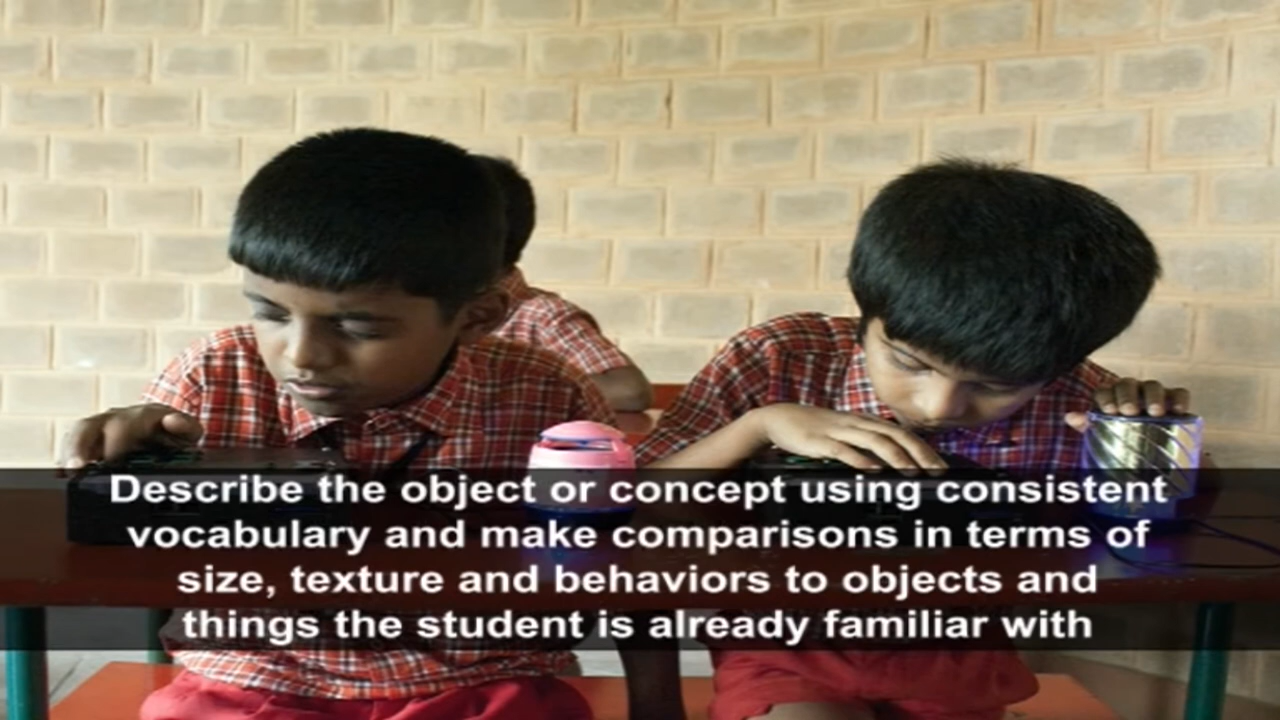 Describe the object or concept using consistent
vocabulary and make comparisons in terms of
size, texture and behaviors to objects and
things the student is already familiar with